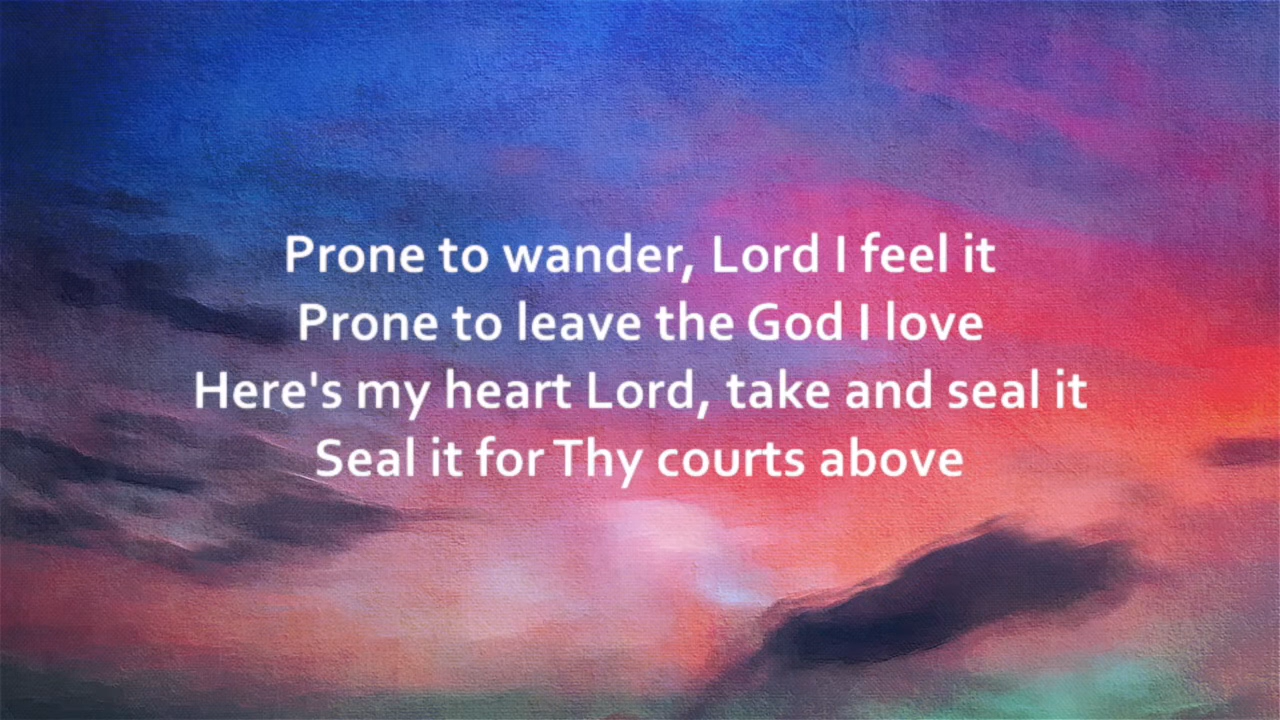 Prone to wander, Lord I feel it
Prone to leave the God I love
Here's my heart Lord, take and seal it
Seal it for Thy courts above